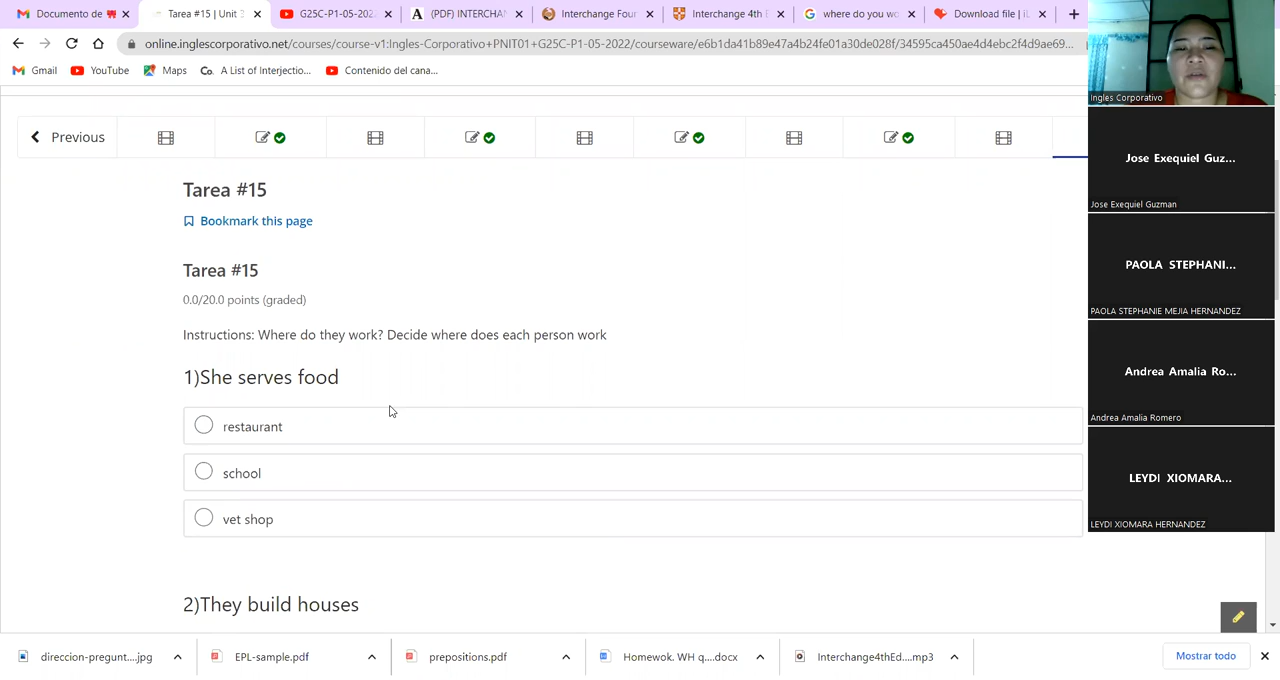 Documento de
Tarea #15 | Unit 3
G25C-P1-05-202
(PDF) INTERCHAN
Interchange Four
Interchange 4th E
where do you wo
Download file | iL
online.inglescorporativo.net/courses/course-v1:Ingles-Corporativo+PNIT01+G25C-P1-05-2022/courseware/e6b1da41b89e47a4b24fe01a30de028f/34595ca450ae4d4ebc2f4d9ae69...
Gmail
YouTube
Maps
Co. A List of Interjectio...
Contenido del cana...
Previous
Tarea #15
Bookmark this page
Tarea #15
0.0/20.0 points (graded)
Instructions: Where do they work? Decide where does each person work
1)She serves food
restaurant
school
vet shop
2)They build houses
Ingles Corporativo
Jose Exequiel Guz...
Jose Exequiel Guzman
PAOLA STEPHANI...
PAOLA STEPHANIE MEJIA HERNANDEZ
Andrea Amalia Ro...
Andrea Amalia Romero
LEYDI XIOMARA...
LEYDI XIOMARA HERNANDEZ
direccion-pregunt....jpg
EPL-sample.pdf
prepositions.pdf
Homewok. WH q....docx
Interchange4thEd....mp3
Mostrar todo